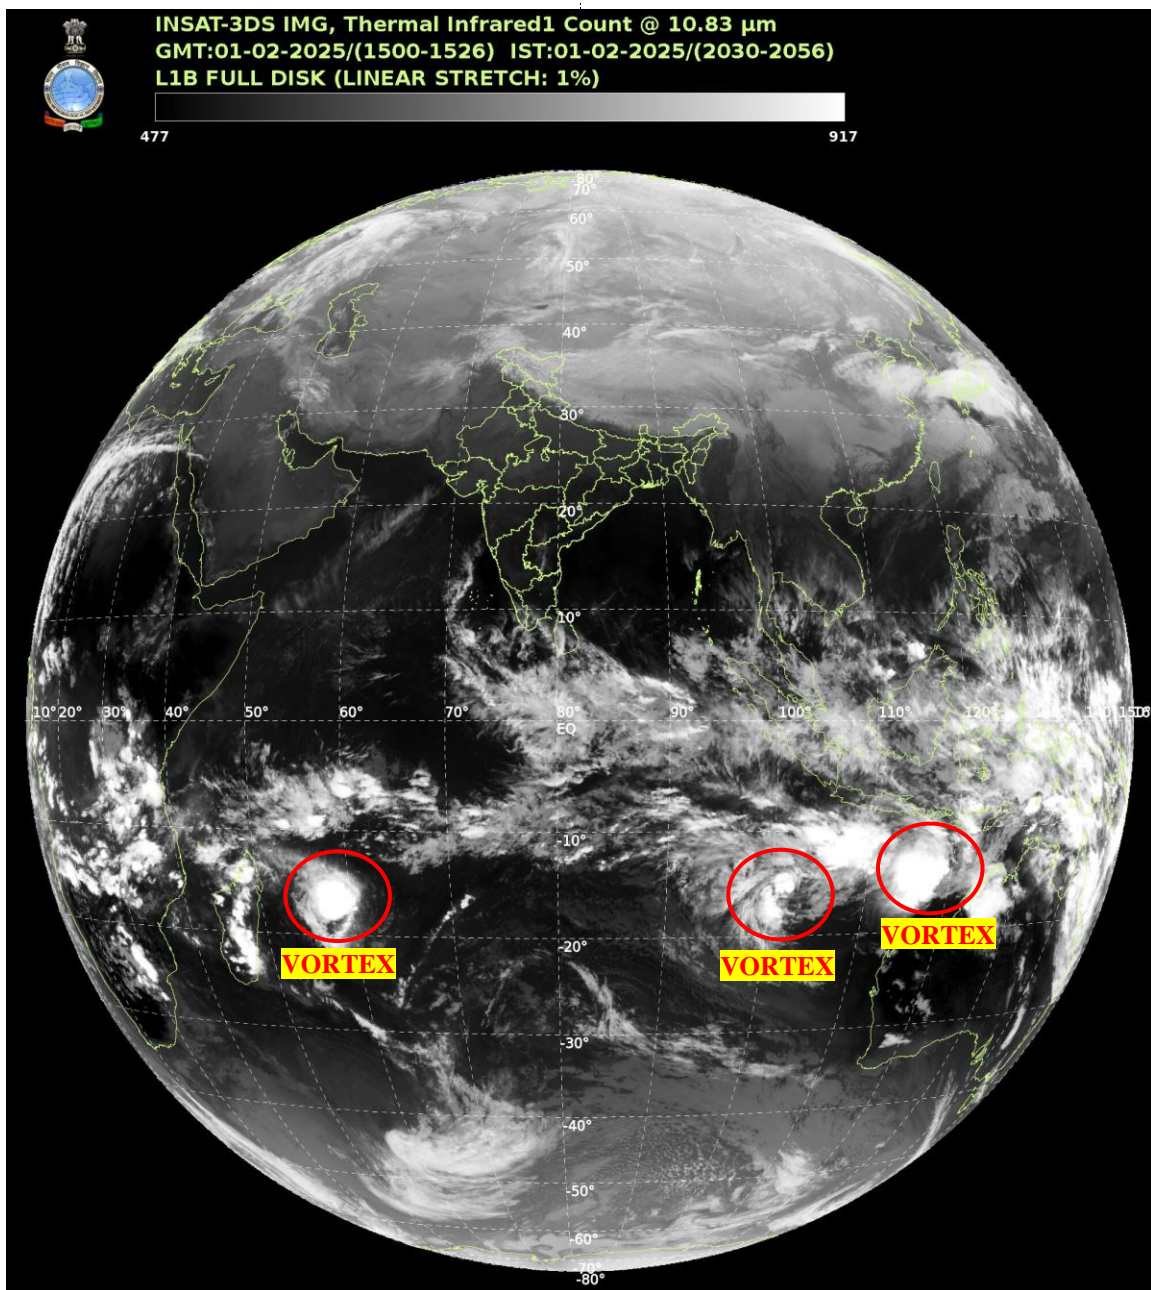 INSAT-3DS IMG, Thermal Infrared1 Count @ 10.83 μm
GMT:01-02-2025/(1500-1526) IST:01-02-2025/(2030-2056)
L1B FULL DISK (LINEAR STRETCH: 1%)
477 917
80°
70°
60°
50°
40°
30°
20°
10°
10° 20° 30° 40° 50° 60° 70° 80° 90° 100° 110° 120°
EQ
-10°
-20°
VORTEX
VORTEX
VORTEX
-30°
-40°
-50°
-60°
-70°
-80°